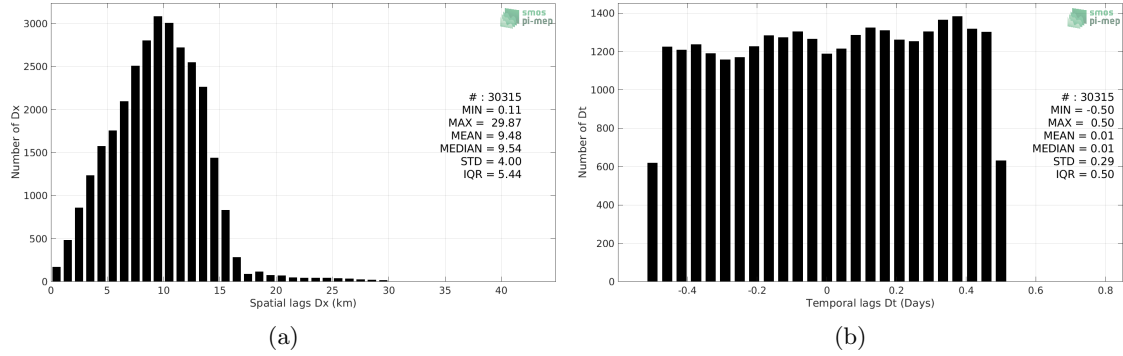 3000
2500
2000
1500
1000
500
0
Number of Dx
0 5 10 15 20 25 30 35 40
Spatial lags Dx (km)
smos
pi-mep
# : 30315
MIN = 0.11
MAX = 29.87
MEAN = 9.48
MEDIAN = 9.54
STD = 4.00
IQR = 5.44
(a)
1400
1200
1000
800
600
400
200
0
Number of Dt
-0.4 -0.2 0 0.2 0.4 0.6 0.8
Temporal lags Dt (Days)
smos
pi-mep
# : 30315
MIN = -0.50
MAX = 0.50
MEAN = 0.01
MEDIAN = 0.01
STD = 0.29
IQR = 0.50
(b)